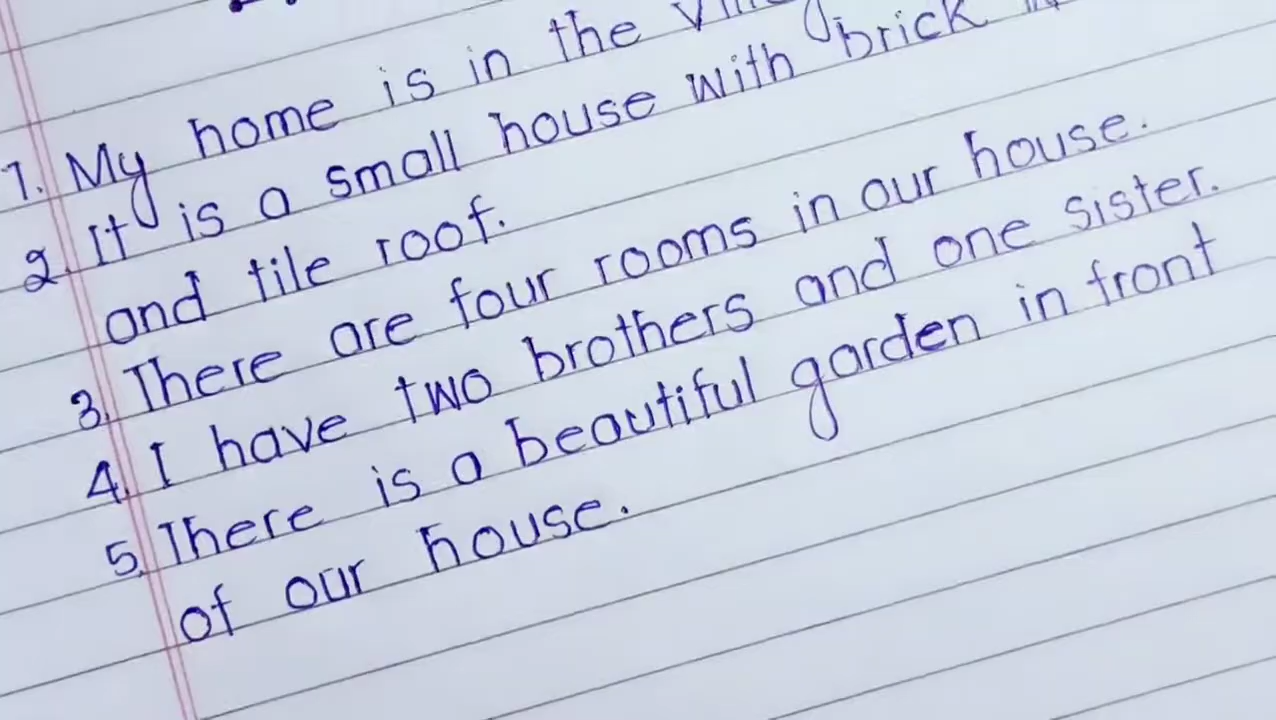 1. My home is in the
2. It is a small house with brick
and tile roof.
3. There are four rooms in our house.
4. I have two brothers and one sister.
5. There is a beautiful garden in front
of our house.